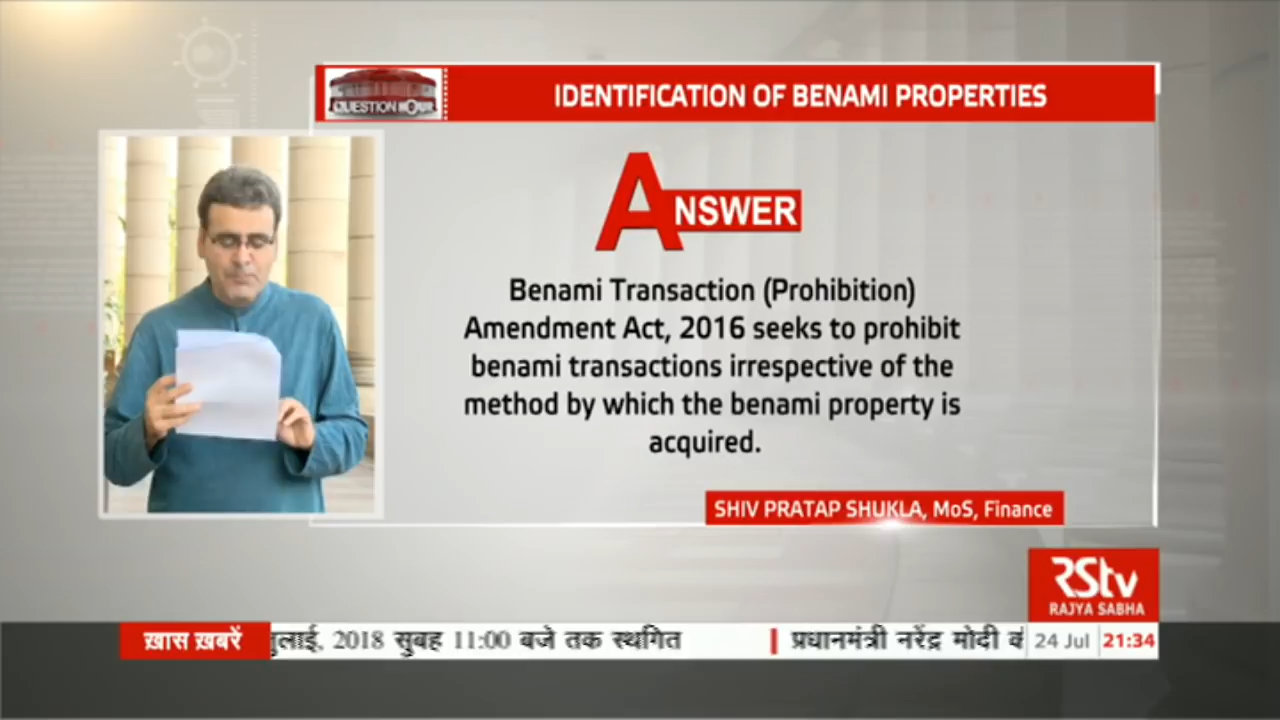 QUESTION HOUR
IDENTIFICATION OF BENAMI PROPERTIES
ANSWER
Benami Transaction (Prohibition)
Amendment Act, 2016 seeks to prohibit
benami transactions irrespective of the
method by which the benami property is
acquired.
SHIV PRATAP SHUKLA, MoS, Finance
RSTV
RAJYA SABHA
ख़ास ख़बरें
2018 सुबह 11:00 बजे तक स्थगित | प्रधानमंत्री नरेंद्र मोदी
24 Jul 21:34